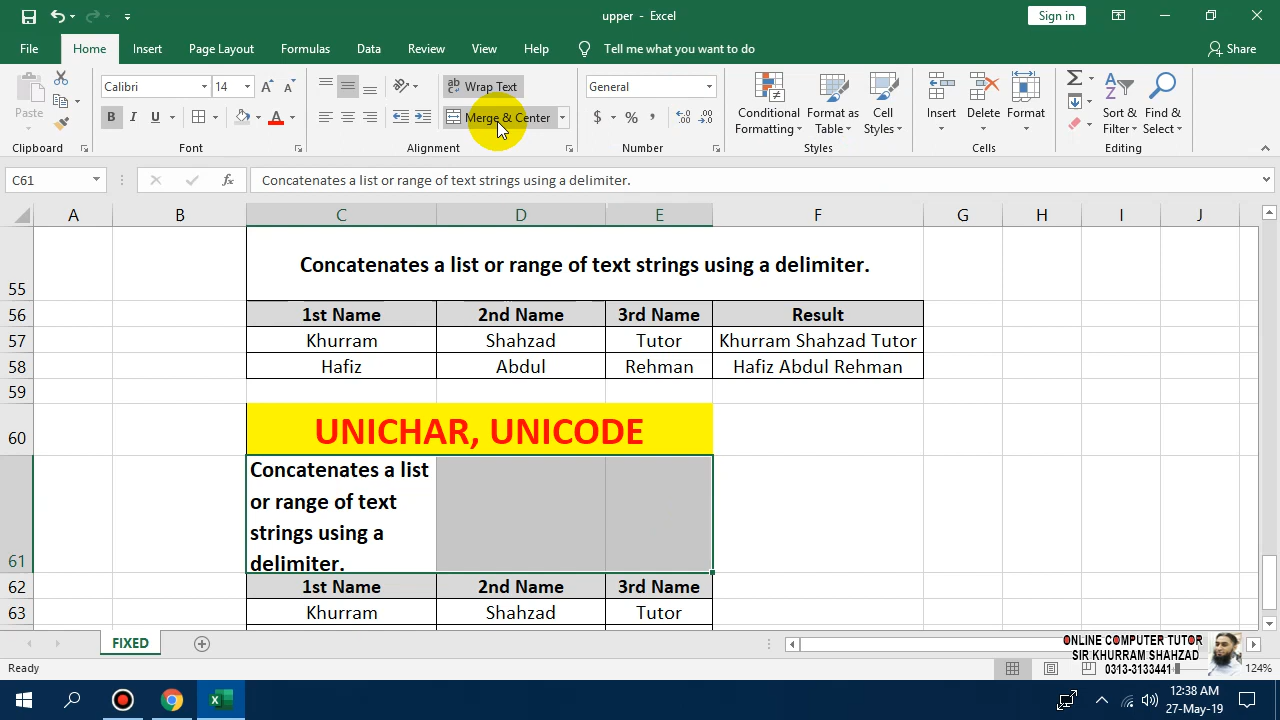 upper - Excel
Sign in
File
Home
Insert
Page Layout
Formulas
Data
Review
View
Help
Tell me what you want to do
Share
Paste
Clipboard
Calibri
14
B I U
Font
Wrap Text
Merge & Center
Alignment
General
$ % ,
Number
Conditional Formatting
Format as Table
Cell Styles
Styles
Insert
Delete
Format
Cells
Sort & Filter
Find & Select
Editing
C61
fx
Concatenates a list or range of text strings using a delimiter.
A B C D E F G H I J
55
Concatenates a list or range of text strings using a delimiter.
56 1st Name 2nd Name 3rd Name Result
57 Khurram Shahzad Tutor Khurram Shahzad Tutor
58 Hafiz Abdul Rehman Hafiz Abdul Rehman
59
60 UNICHAR, UNICODE
61
Concatenates a list
or range of text
strings using a
delimiter.
62 1st Name 2nd Name 3rd Name
63 Khurram Shahzad Tutor
FIXED
ONLINE COMPUTER TUTOR
SIR KHURRAM SHAHZAD
0313-3133441
Ready
124%
12:38 AM
27-May-19